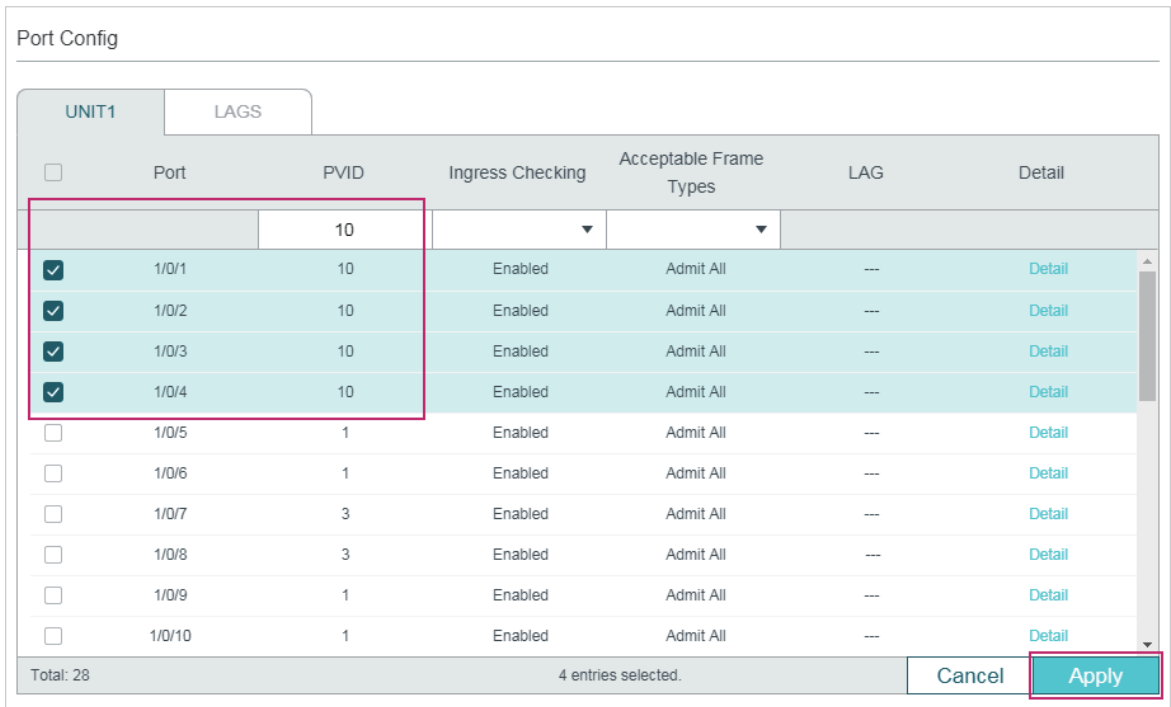 Port Config
UNIT1 LAGS
Port PVID Ingress Checking Acceptable Frame Types LAG Detail
10
1/0/1 10 Enabled Admit All --- Detail
1/0/2 10 Enabled Admit All --- Detail
1/0/3 10 Enabled Admit All --- Detail
1/0/4 10 Enabled Admit All --- Detail
1/0/5 1 Enabled Admit All --- Detail
1/0/6 1 Enabled Admit All --- Detail
1/0/7 3 Enabled Admit All --- Detail
1/0/8 3 Enabled Admit All --- Detail
1/0/9 1 Enabled Admit All --- Detail
1/0/10 1 Enabled Admit All --- Detail
Total: 28 4 entries selected. Cancel Apply